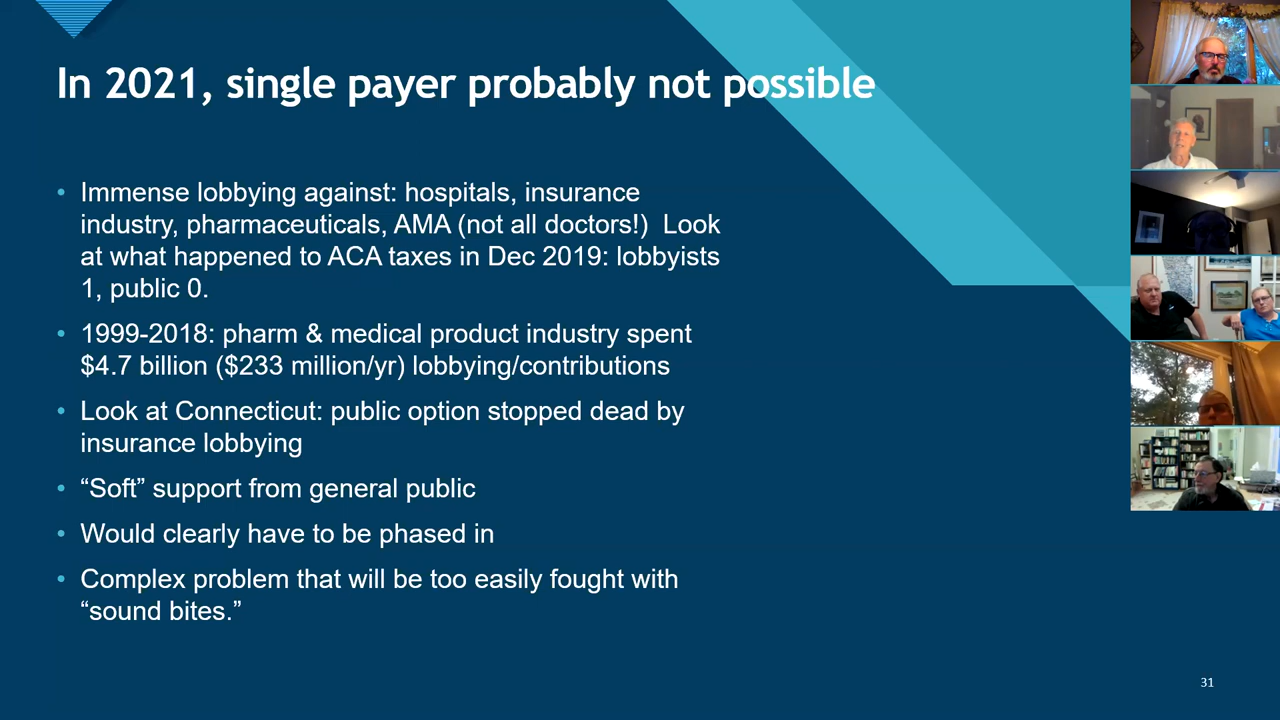 In 2021, single payer probably not possible
• Immense lobbying against: hospitals, insurance
industry, pharmaceuticals, AMA (not all doctors!)  Look
at what happened to ACA taxes in Dec 2019: lobbyists
1, public 0.
• 1999-2018: pharm & medical product industry spent
$4.7 billion ($233 million/yr) lobbying/contributions
• Look at Connecticut: public option stopped dead by
insurance lobbying
• “Soft” support from general public
• Would clearly have to be phased in
• Complex problem that will be too easily fought with
“sound bites.”
31